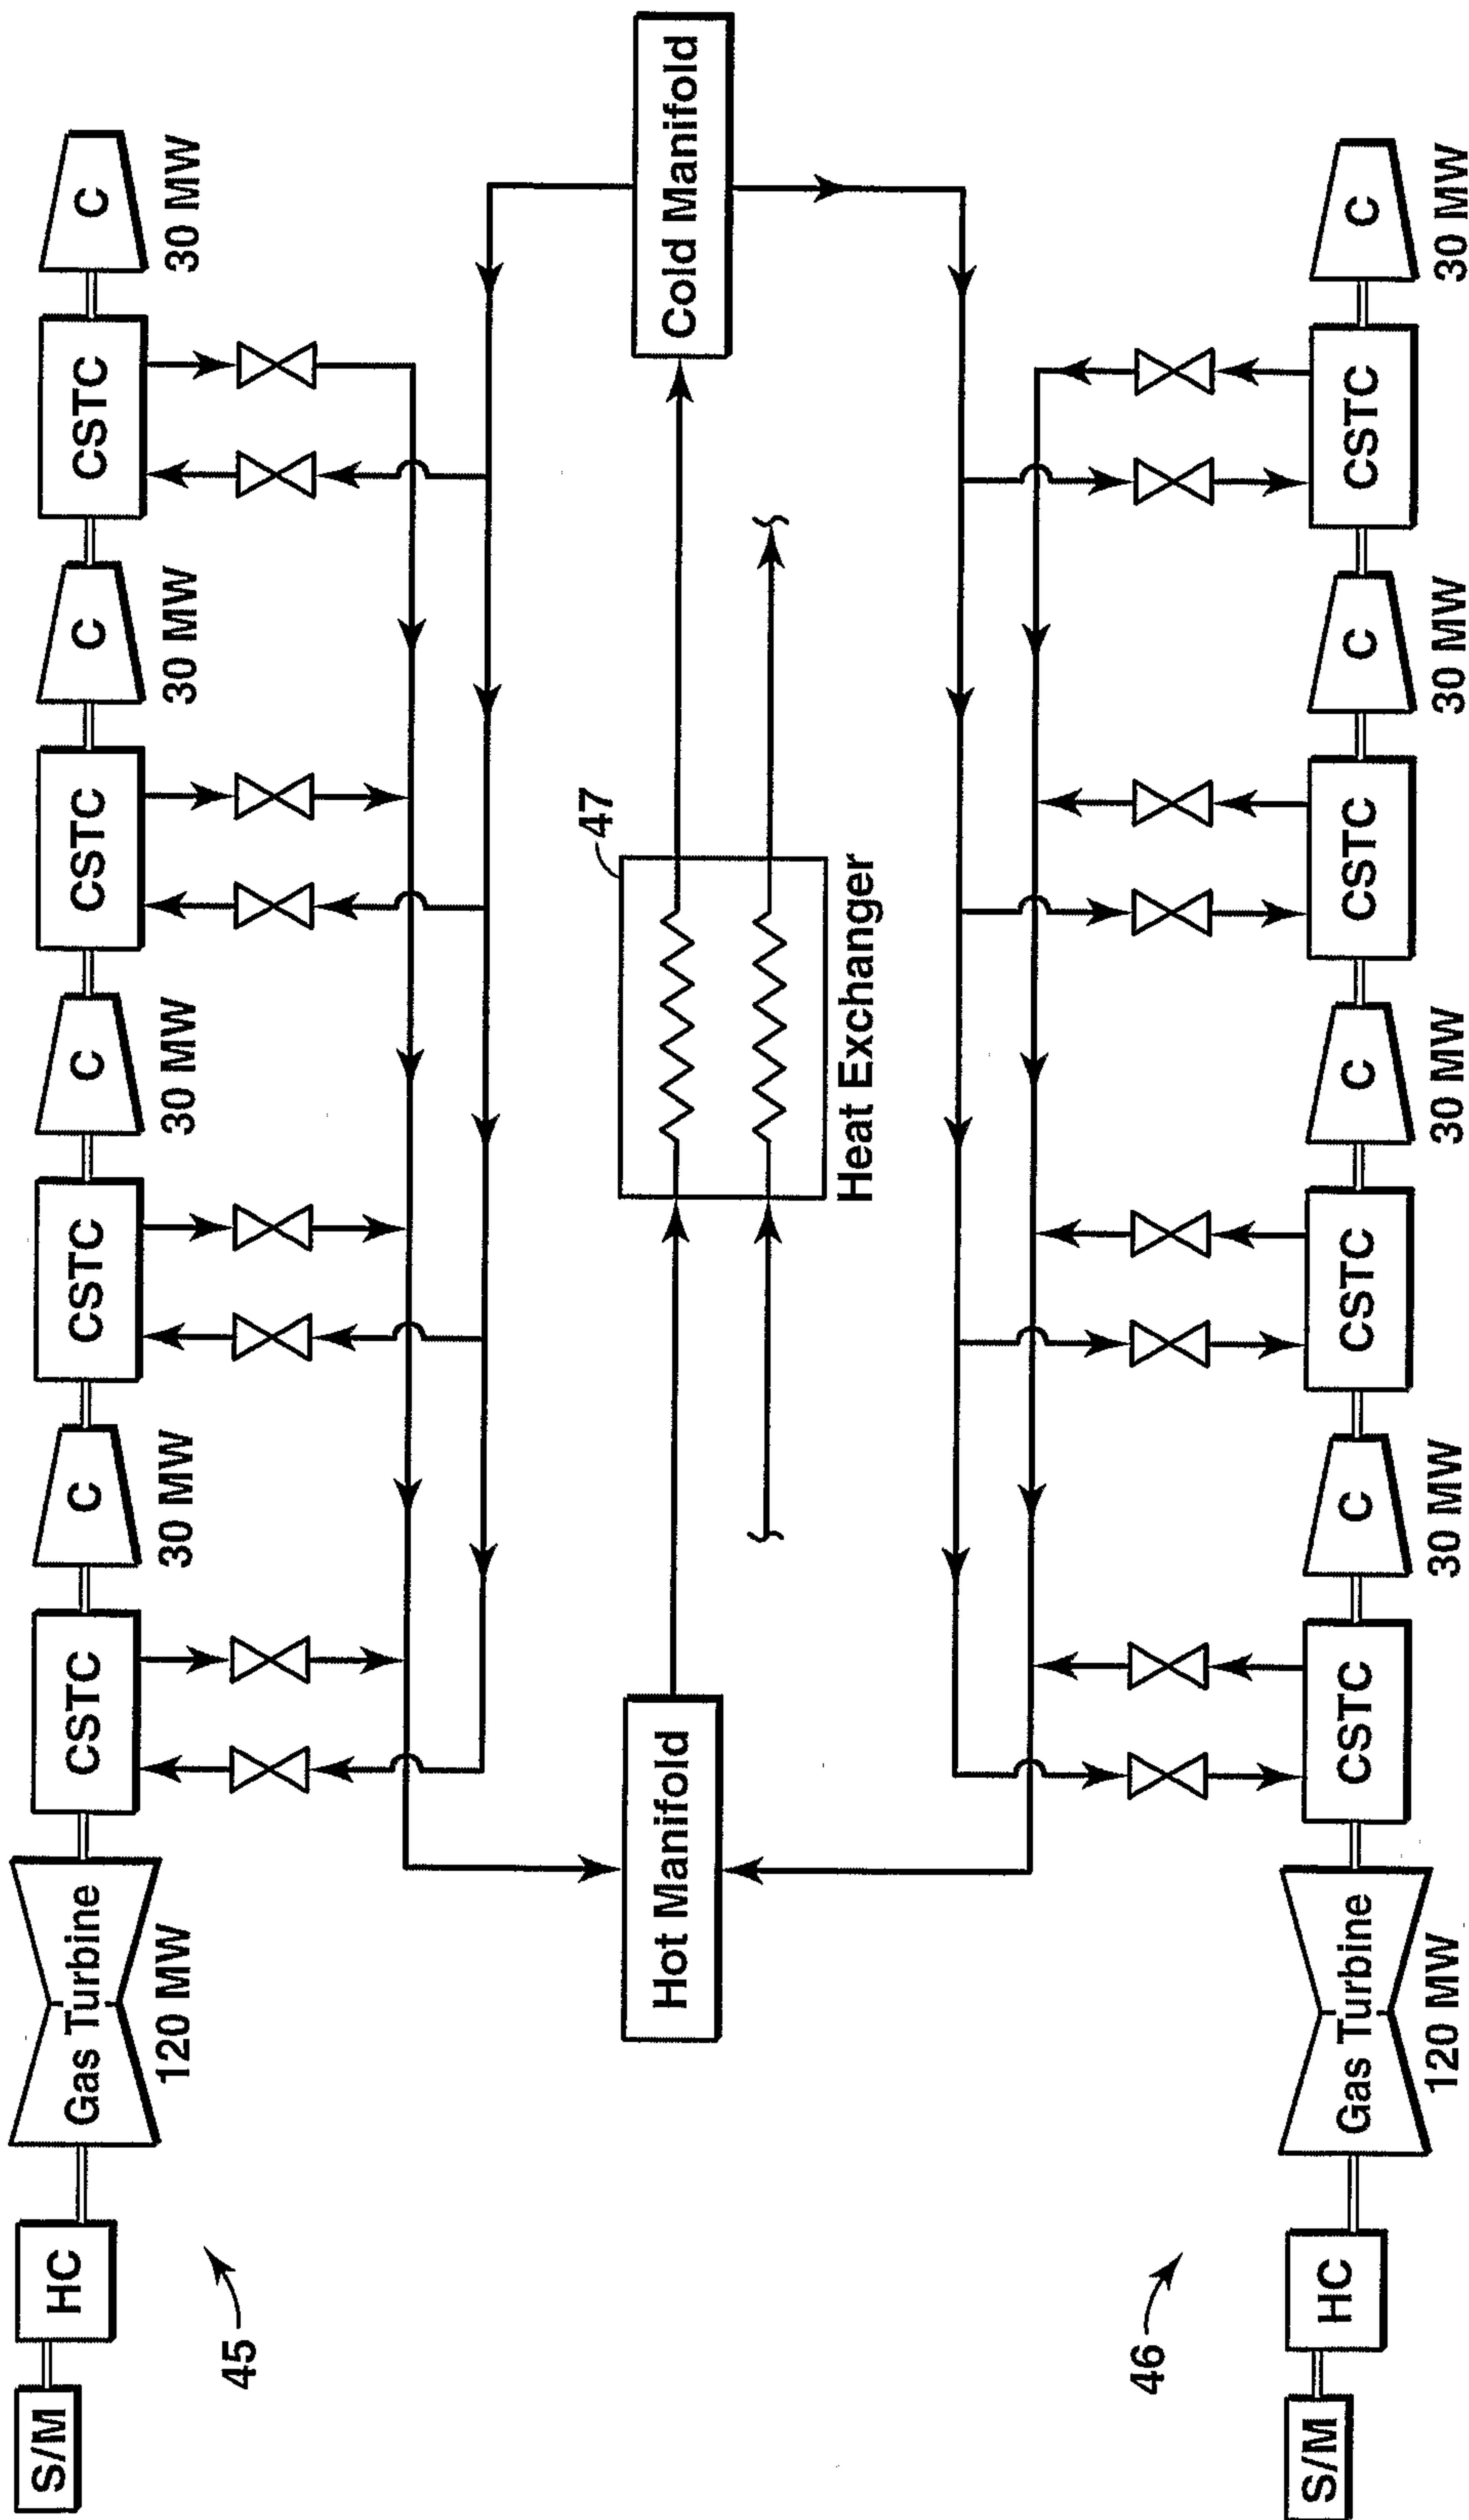 S/M
HC
Gas Turbine
120 MW
CSTC
C
30 MW
CSTC
C
30 MW
CSTC
C
30 MW
CSTC
C
30 MW
45
Hot Manifold
47
Heat Exchanger
Cold Manifold
46
S/M
HC
Gas Turbine
120 MW
CSTC
C
30 MW
CSTC
C
30 MW
CSTC
C
30 MW
CSTC
C
30 MW